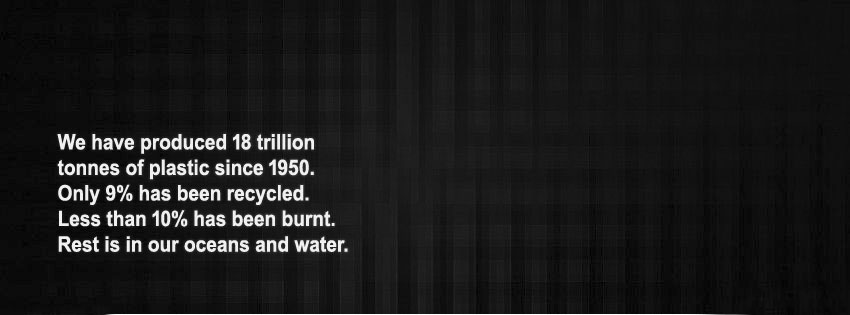 We have produced 18 trillion
tonnes of plastic since 1950.
Only 9% has been recycled.
Less than 10% has been burnt.
Rest is in our oceans and water.